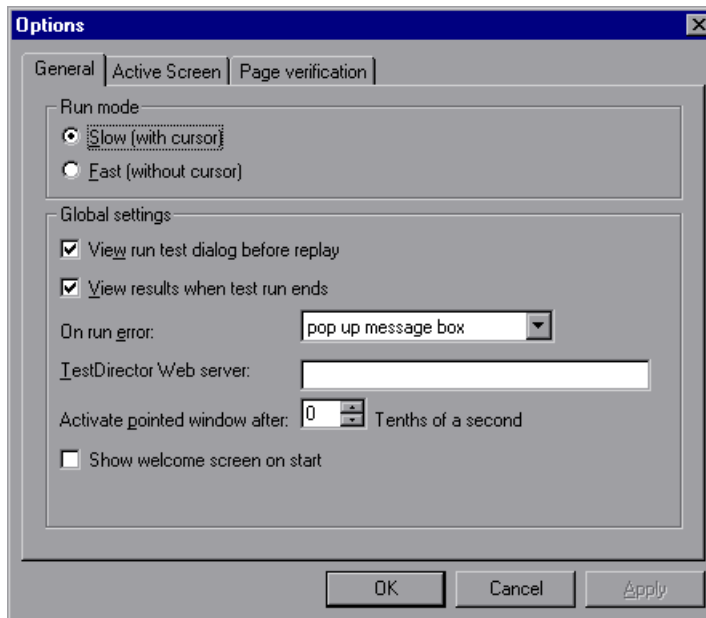 Options
General Active Screen Page verification
Run mode
Slow (with cursor)
Fast (without cursor)
Global settings
View run test dialog before replay
View results when test run ends
On run error: pop up message box
TestDirector Web server:
Activate pointed window after: 0 Tenths of a second
Show welcome screen on start
OK Cancel Apply